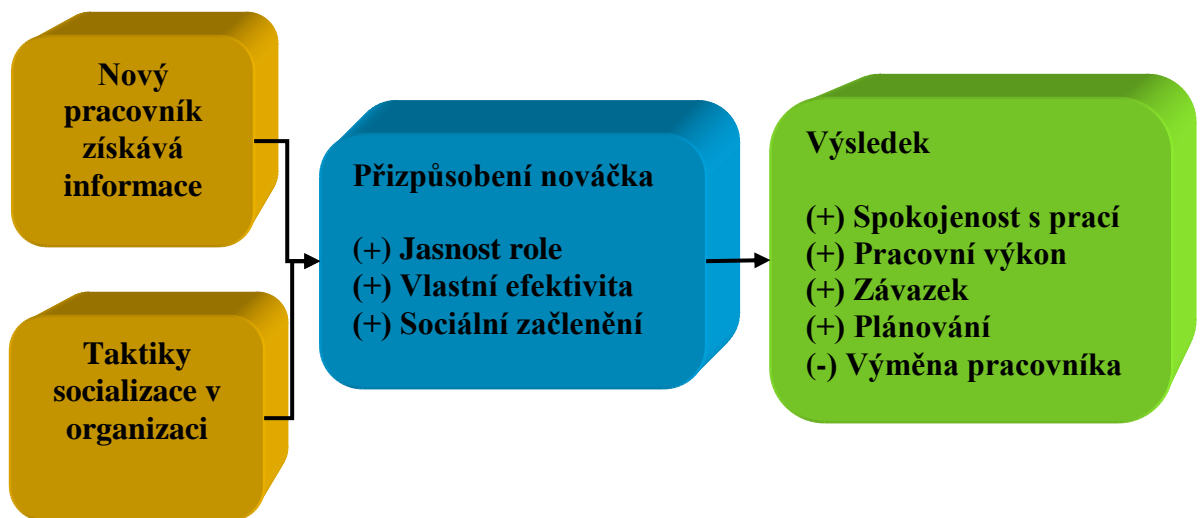 Nový
pracovník
získává
informace
Taktiky
socializace v
organizaci
Přizpůsobení nováčka
(+) Jasnost role
(+) Vlastní efektivita
(+) Sociální začlenění
Výsledek
(+) Spokojenost s prací
(+) Pracovní výkon
(+) Závazek
(+) Plánování
(-) Výměna pracovníka